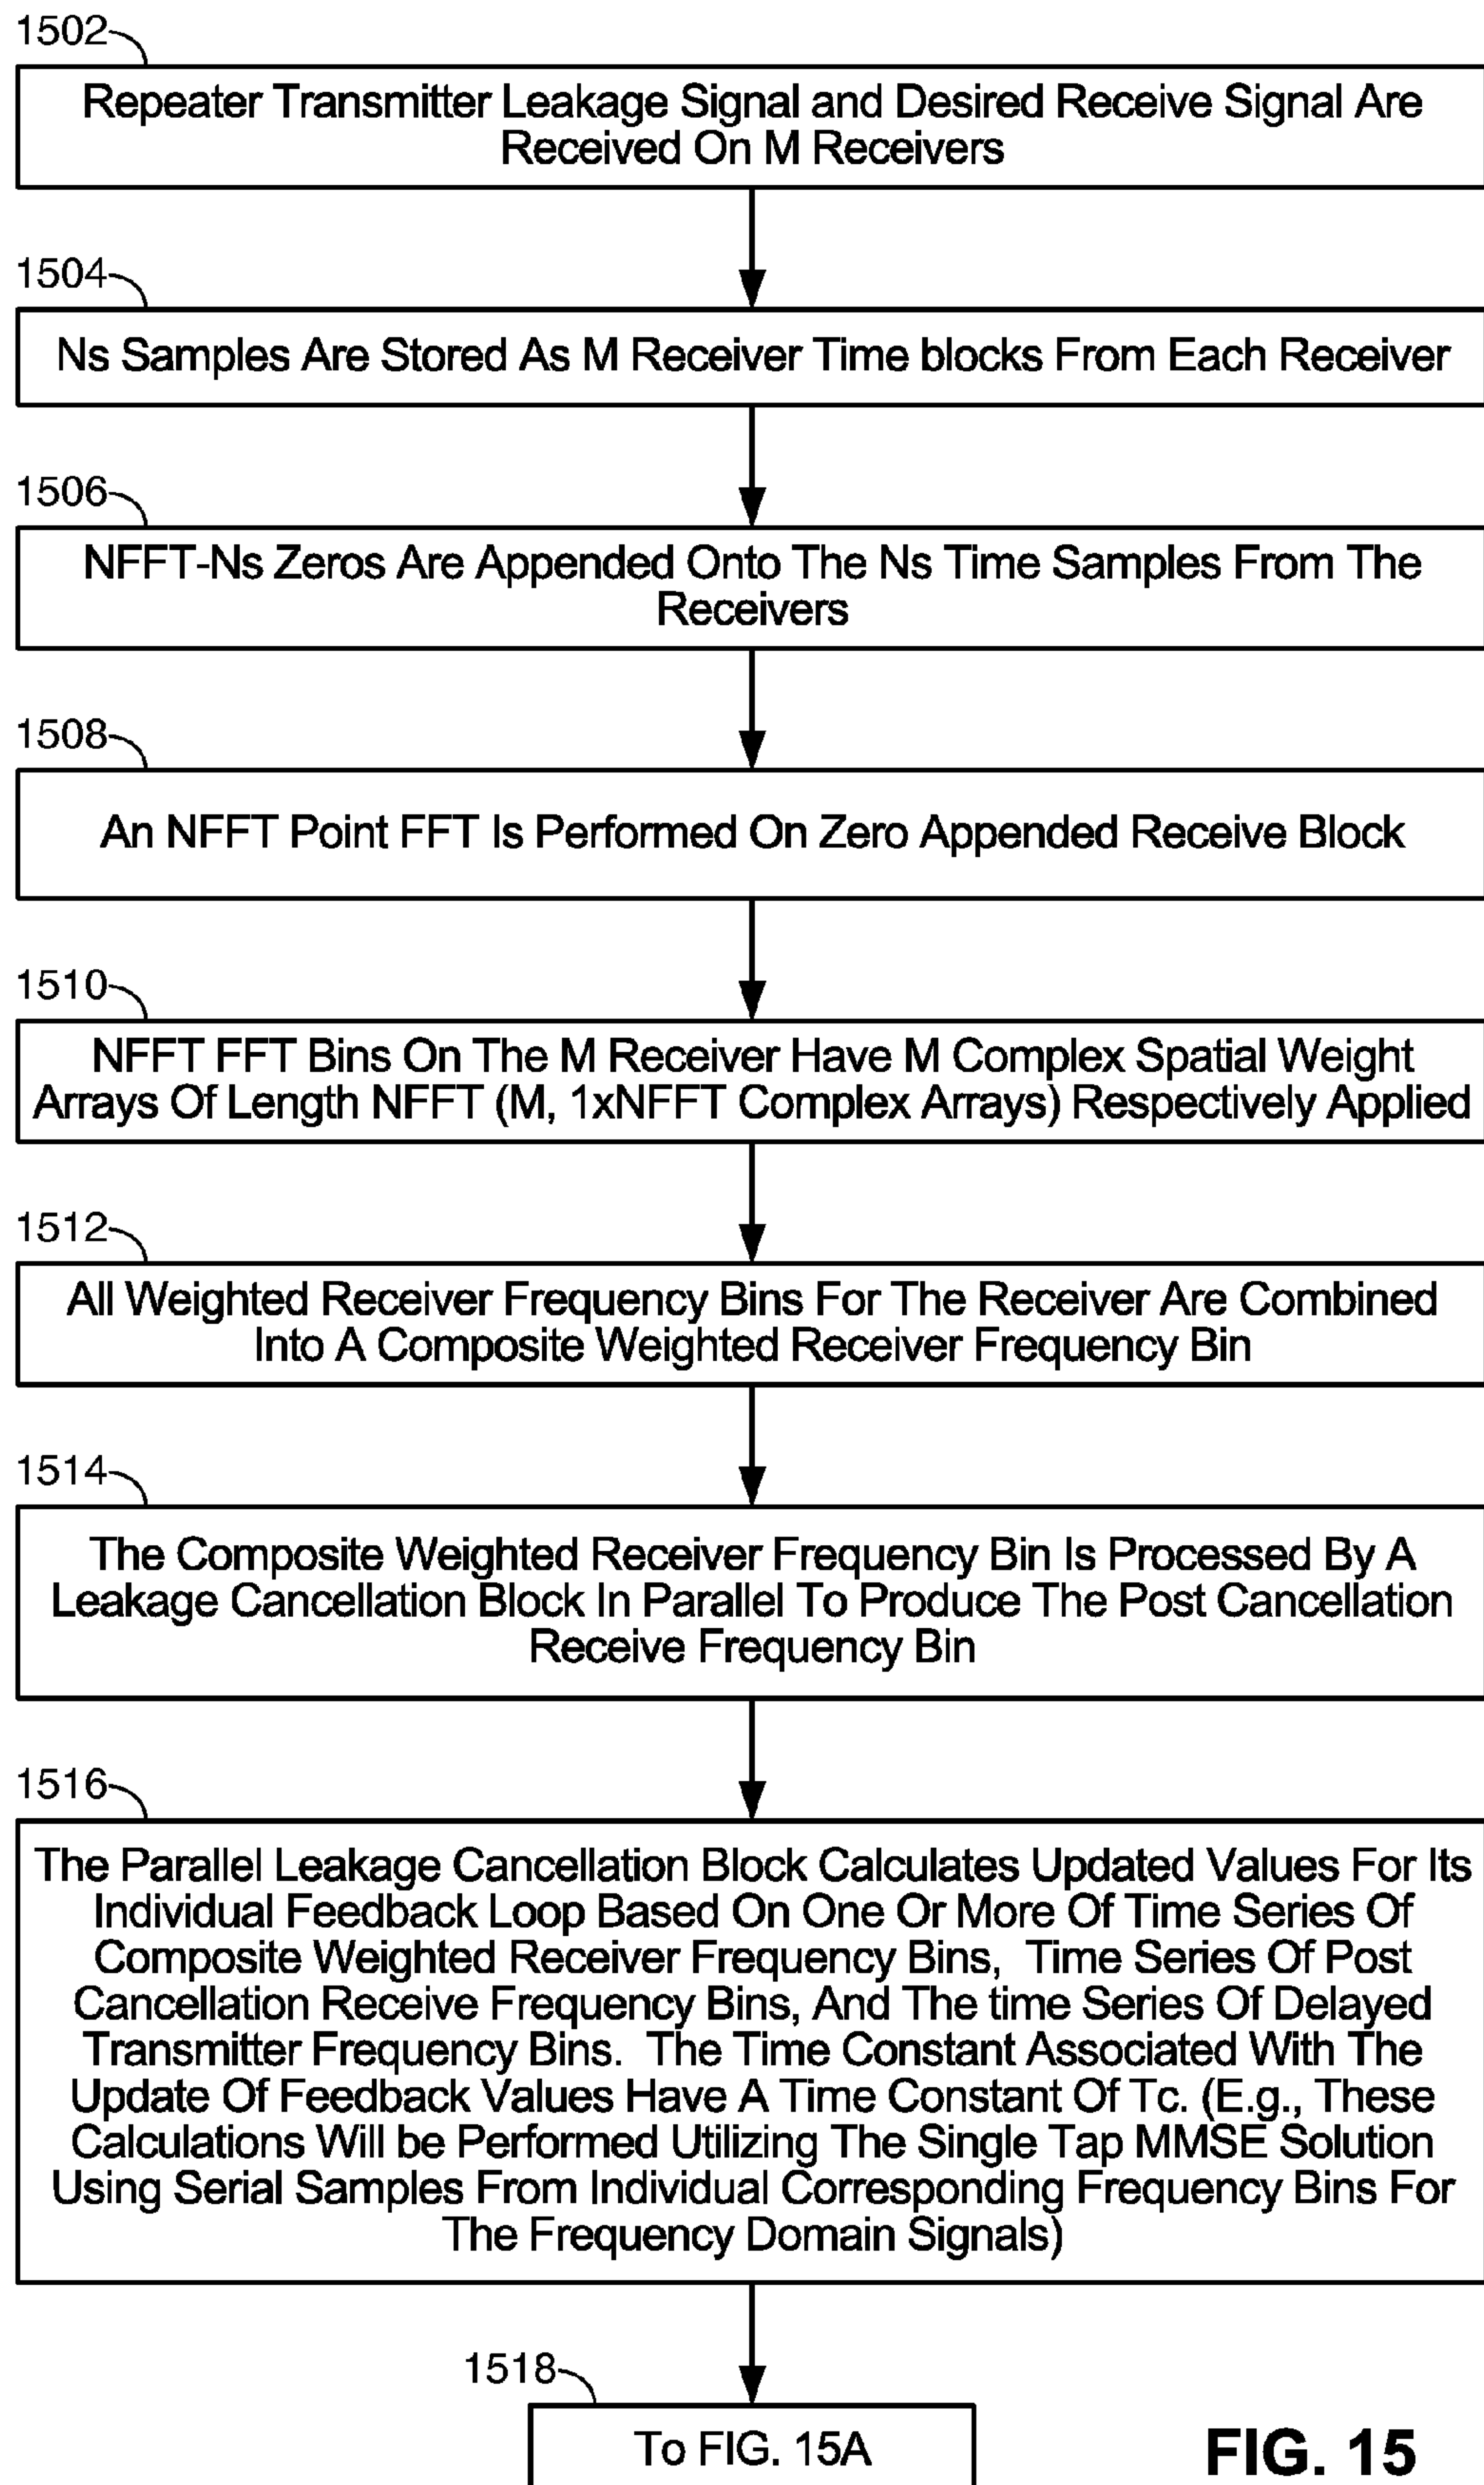 1502
Repeater Transmitter Leakage Signal and Desired Receive Signal Are
Received On M Receivers
1504
Ns Samples Are Stored As M Receiver Time blocks From Each Receiver
1506
NFFT-Ns Zeros Are Appended Onto The Ns Time Samples From The
Receivers
1508
An NFFT Point FFT Is Performed On Zero Appended Receive Block
1510
NFFT FFT Bins On The M Receiver Have M Complex Spatial Weight
Arrays Of Length NFFT (M, 1xNFFT Complex Arrays) Respectively Applied
1512
All Weighted Receiver Frequency Bins For The Receiver Are Combined
Into A Composite Weighted Receiver Frequency Bin
1514
The Composite Weighted Receiver Frequency Bin Is Processed By A
Leakage Cancellation Block In Parallel To Produce The Post Cancellation
Receive Frequency Bin
1516
The Parallel Leakage Cancellation Block Calculates Updated Values For Its
Individual Feedback Loop Based On One Or More Of Time Series Of
Composite Weighted Receiver Frequency Bins, Time Series Of Post
Cancellation Receive Frequency Bins, And The time Series Of Delayed
Transmitter Frequency Bins. The Time Constant Associated With The
Update Of Feedback Values Have A Time Constant Of Tc. (E.g., These
Calculations Will be Performed Utilizing The Single Tap MMSE Solution
Using Serial Samples From Individual Corresponding Frequency Bins For
The Frequency Domain Signals)
1518
To FIG. 15A
FIG. 15